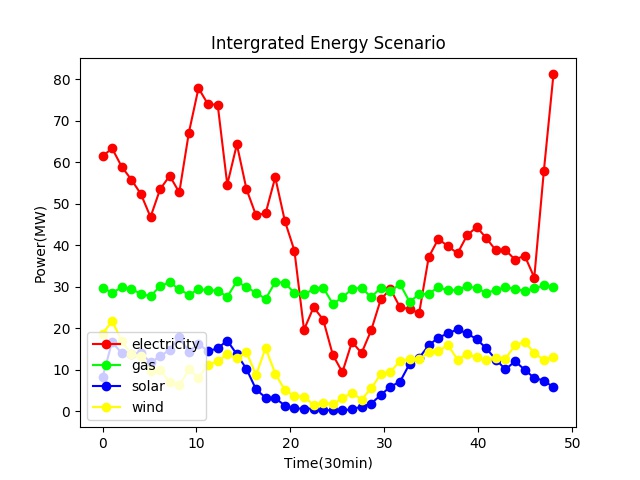 Intergrated Energy Scenario
Power(MW)
80
70
60
50
40
30
20
10
0
electricity
gas
solar
wind
0 10 20 30 40 50
Time(30min)